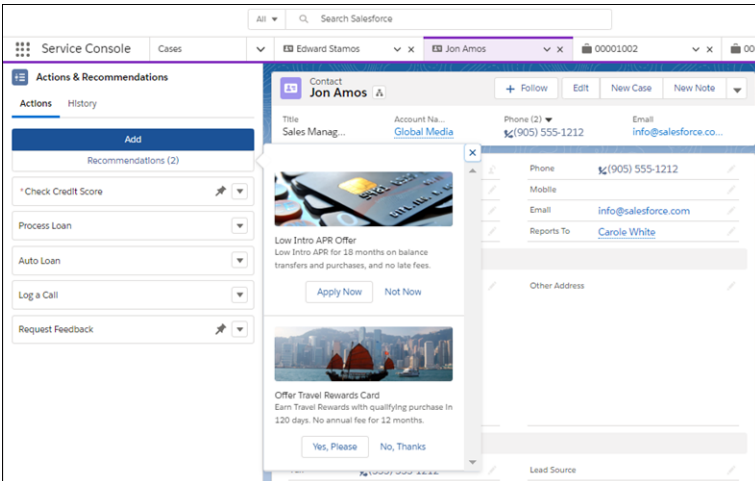 All
Search Salesforce
Service Console
Cases
Edward Stamos
Jon Amos
00001002
00
Actions & Recommendations
Actions
History
Add
Recommendations (2)
*Check Credit Score
Process Loan
Auto Loan
Log a Call
Request Feedback
Contact
Jon Amos
+ Follow
Edit
New Case
New Note
Title
Account Na...
Phone (2)
Email
Sales Manag...
Global Media
(905) 555-1212
info@salesforce.co...
Low Intro APR Offer
Low Intro APR for 18 months on balance
transfers and purchases, and no late fees.
Apply Now
Not Now
Offer Travel Rewards Card
Earn Travel Rewards with qualifying purchase in
120 days. No annual fee for 12 months.
Yes, Please
No, Thanks
Phone
(905) 555-1212
Mobile
Email
info@salesforce.com
Reports To
Carole White
Other Address
Lead Source